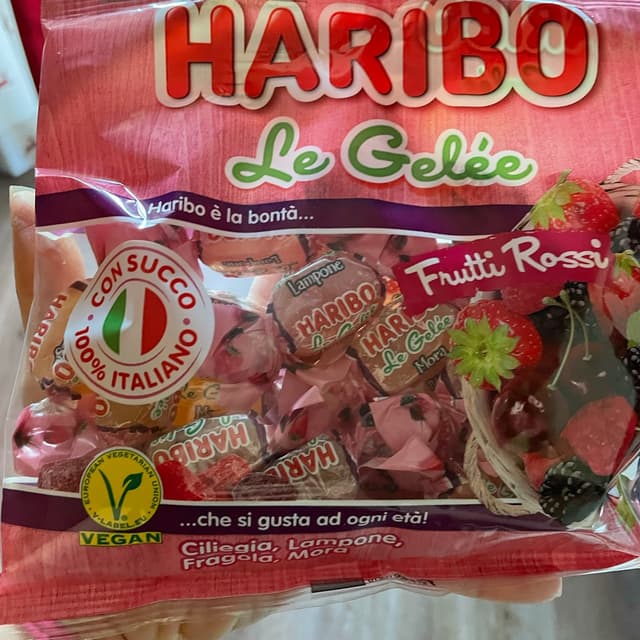 HARIBO
Le Gelée
Haribo è la bontà...
Frutti Rossi
CON SUCCO
100% ITALIANO
Lampone
HARIBO
Le Gelée
HARIBO
Le Gelée
Mora
HARIBO
HARIBO
HARIBO
EUROPEAN VEGETARIAN UNION
V-LABEL.EU
VEGAN
...che si gusta ad ogni età!
Ciliegia, Lampone,
Fragola, Mora